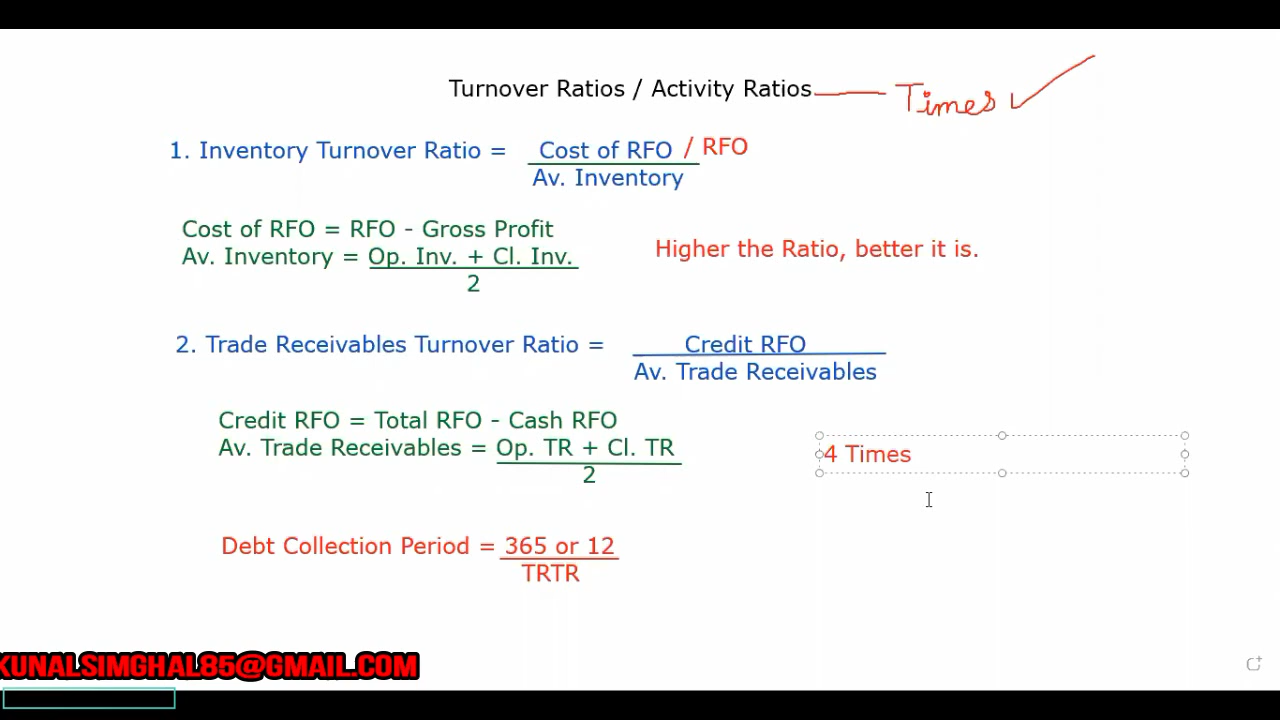 Turnover Ratios / Activity Ratios — Times ✓
1. Inventory Turnover Ratio = Cost of RFO / RFO
Av. Inventory
Cost of RFO = RFO - Gross Profit
Av. Inventory = Op. Inv. + Cl. Inv.
2
Higher the Ratio, better it is.
2. Trade Receivables Turnover Ratio = Credit RFO
Av. Trade Receivables
Credit RFO = Total RFO - Cash RFO
Av. Trade Receivables = Op. TR + Cl. TR
2
4 Times
Debt Collection Period = 365 or 12
TRTR
KUNALSIMGHAL85@GMAIL.COM